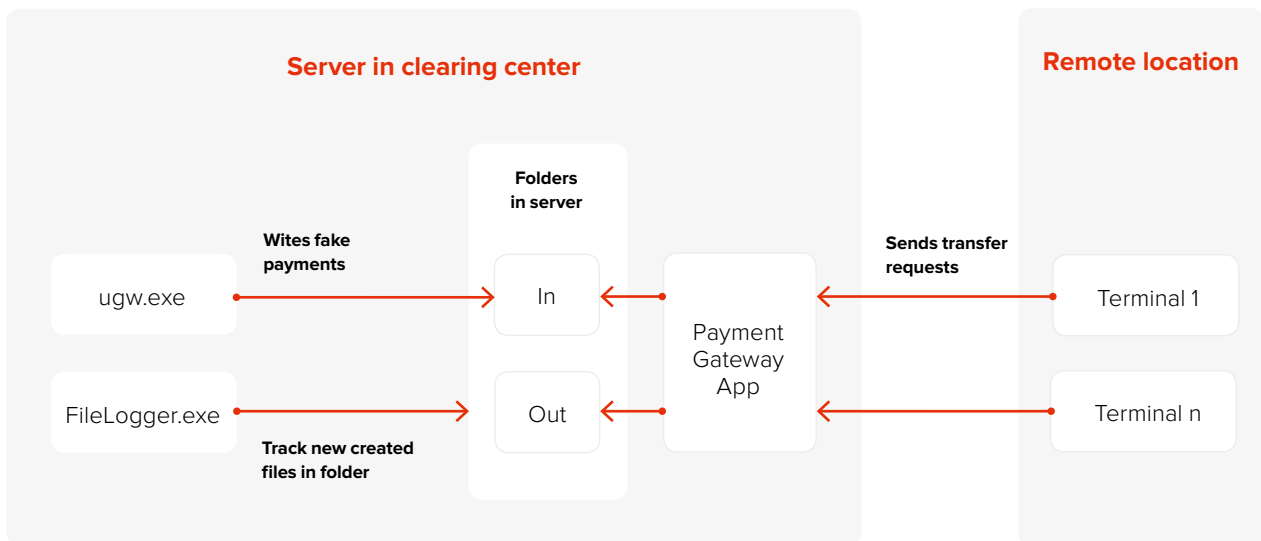 Server in clearing center
Remote location
Folders
in server
Wites fake
payments
Sends transfer
requests
ugw.exe
In
Payment
Gateway
App
Terminal 1
FileLogger.exe
Out
Terminal n
Track new created
files in folder